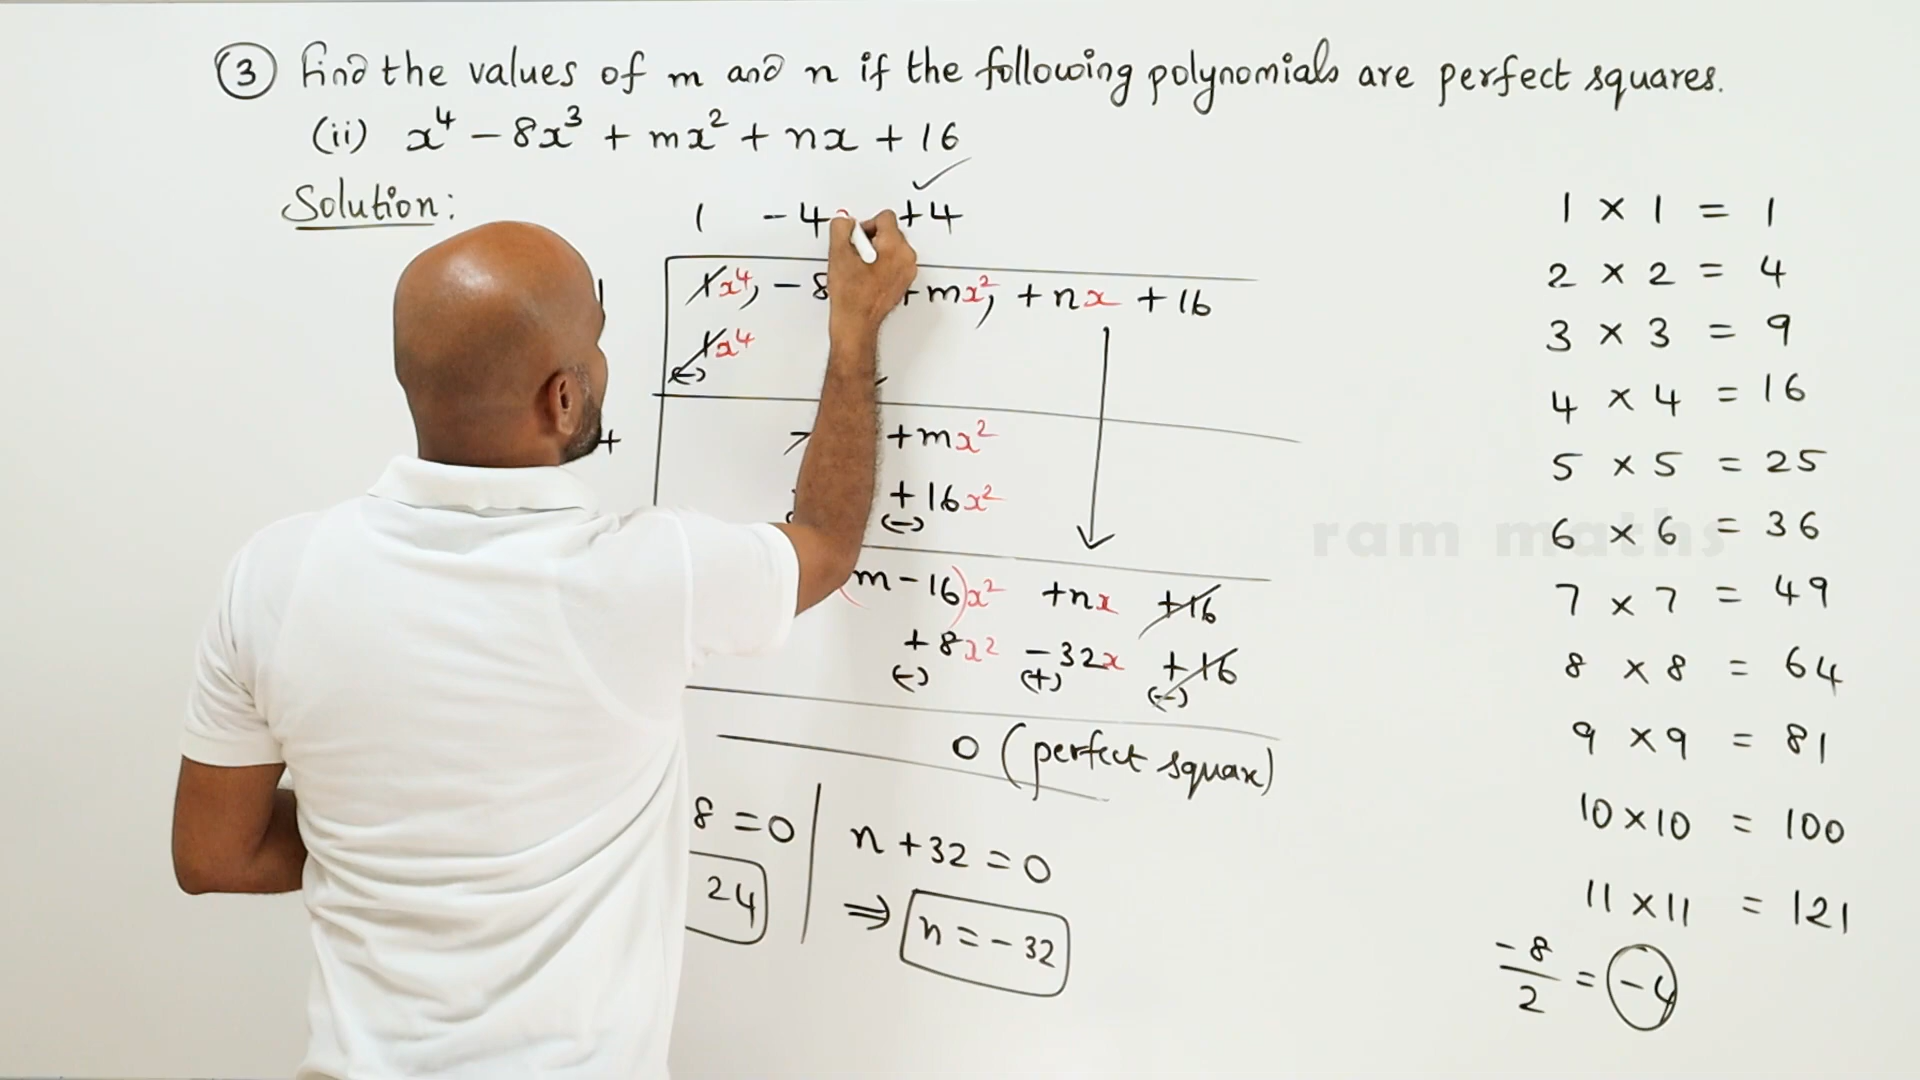 ③ Find the values of m and n if the following polynomials are perfect squares.
(ii) x⁴ - 8x³ + mx² + nx + 16
Solution:
1 - 4 + 4
1x⁴, - 8 + mx², + nx + 16
1x⁴
(-)
+ mx²
+ + 16x²
(-)
(m - 16)x² + nx + 16
+ 8x² - 32x + 16
(-) (+) (-)
0 (perfect square)
8 = 0
24
n + 32 = 0
⇒ n = - 32
1 × 1 = 1
2 × 2 = 4
3 × 3 = 9
4 × 4 = 16
5 × 5 = 25
6 × 6 = 36
7 × 7 = 49
8 × 8 = 64
9 × 9 = 81
10 × 10 = 100
11 × 11 = 121
-8/2 = -4
ram maths